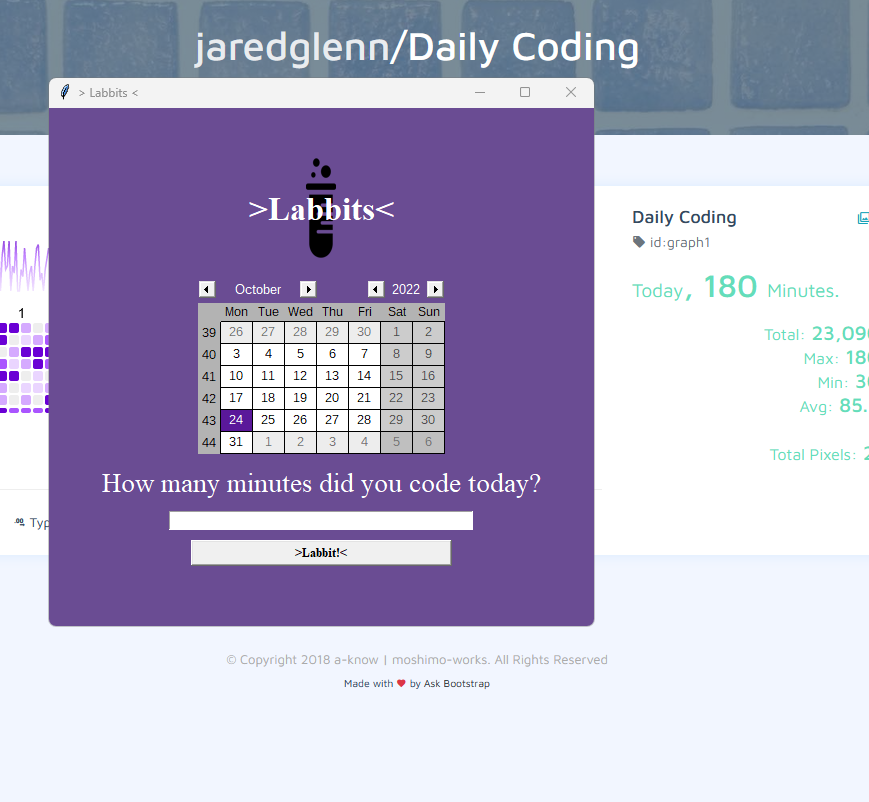 jaredglenn/Daily Coding
> Labbits <
>Labbits<
October 2022
Mon Tue Wed Thu Fri Sat Sun
39 26 27 28 29 30 1 2
40 3 4 5 6 7 8 9
41 10 11 12 13 14 15 16
42 17 18 19 20 21 22 23
43 24 25 26 27 28 29 30
44 31 1 2 3 4 5 6
How many minutes did you code today?
>Labbit!<
1
Typ
Daily Coding
id:graph1
Today, 180 Minutes.
Total: 23,09
Max: 18
Min: 3
Avg: 85.
Total Pixels: 2
© Copyright 2018 a-know | moshimo-works. All Rights Reserved
Made with by Ask Bootstrap